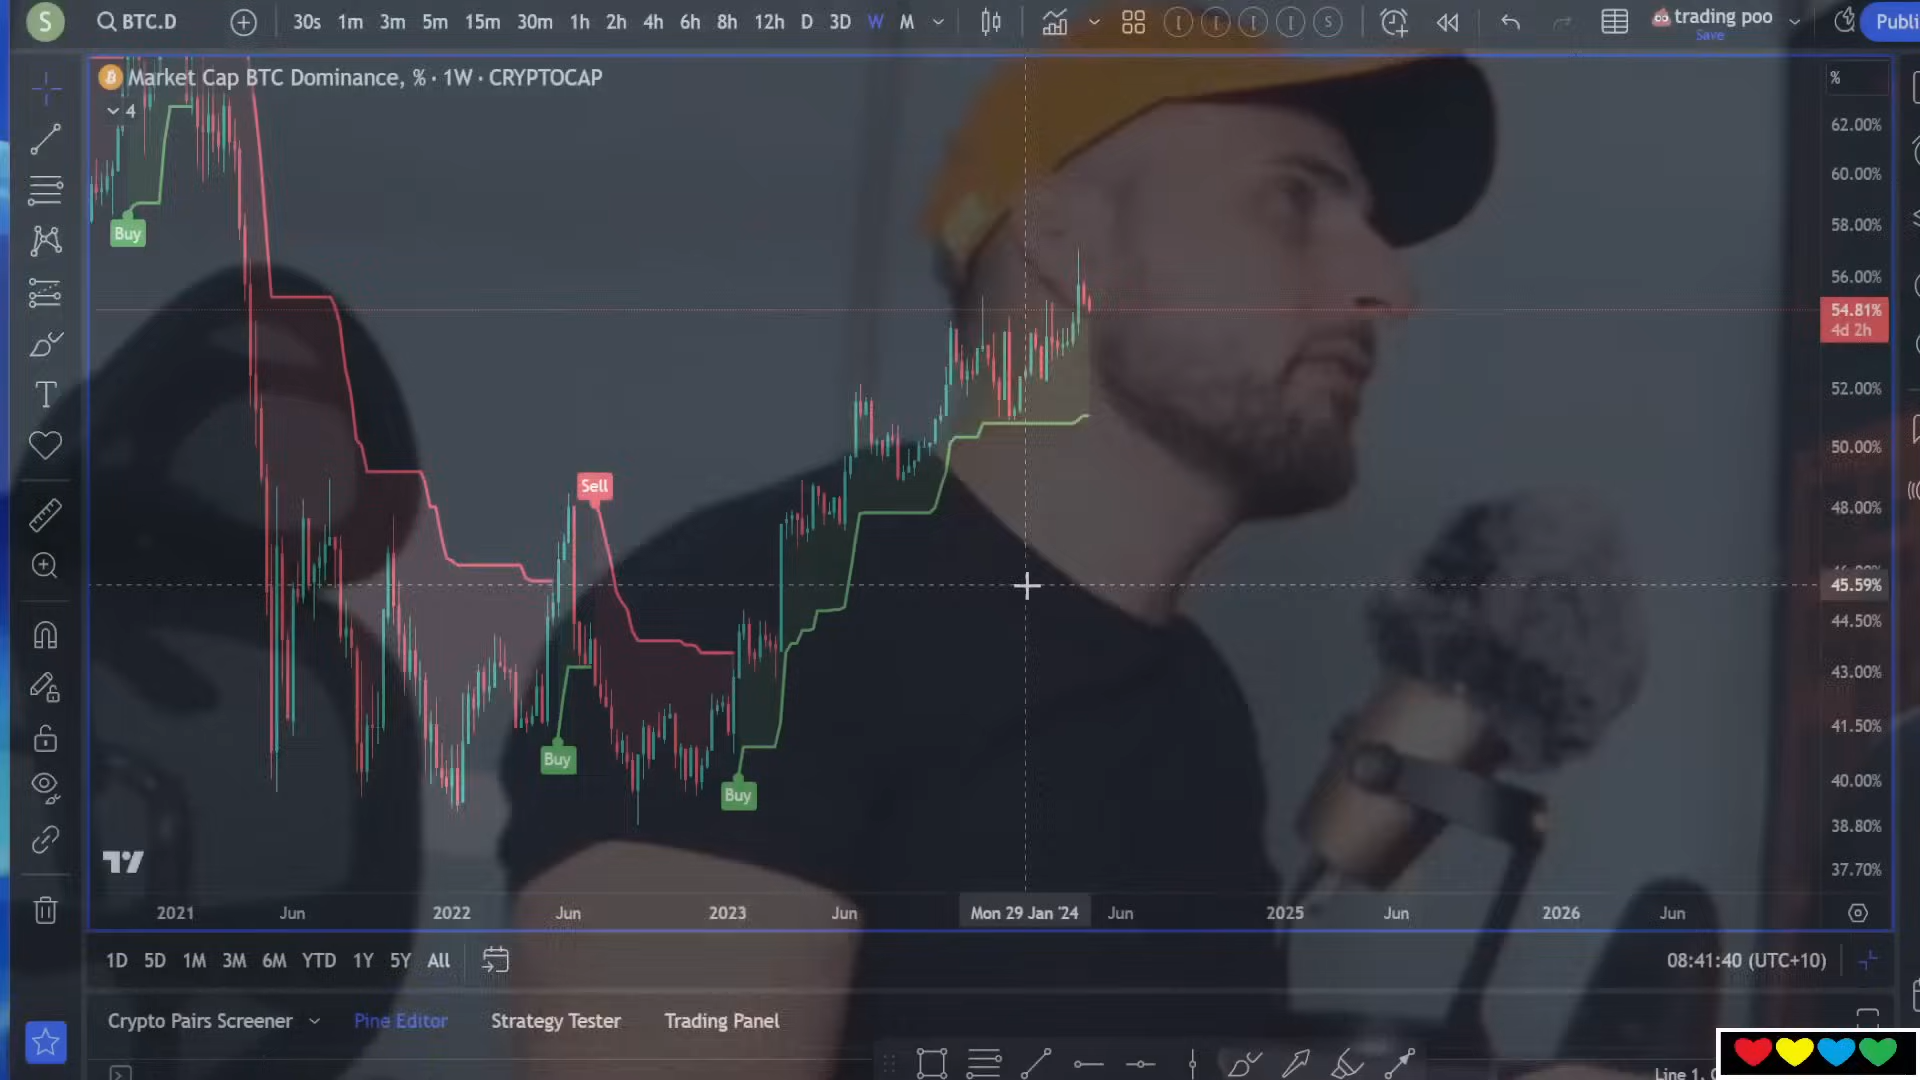 S BTC.D 30s 1m 3m 5m 15m 30m 1h 2h 4h 6h 8h 12h D 3D W M S trading poo
Save
Publi
Market Cap BTC Dominance, % · 1W · CRYPTOCAP
%
4
62.00%
60.00%
58.00%
Buy
56.00%
54.81%
4d 2h
52.00%
50.00%
Sell
48.00%
45.59%
44.50%
43.00%
41.50%
Buy
40.00%
Buy
38.80%
37.70%
2021 Jun 2022 Jun 2023 Jun Mon 29 Jan '24 Jun 2025 Jun 2026 Jun
1D 5D 1M 3M 6M YTD 1Y 5Y All 08:41:40 (UTC+10)
Crypto Pairs Screener Pine Editor Strategy Tester Trading Panel
Line 1,